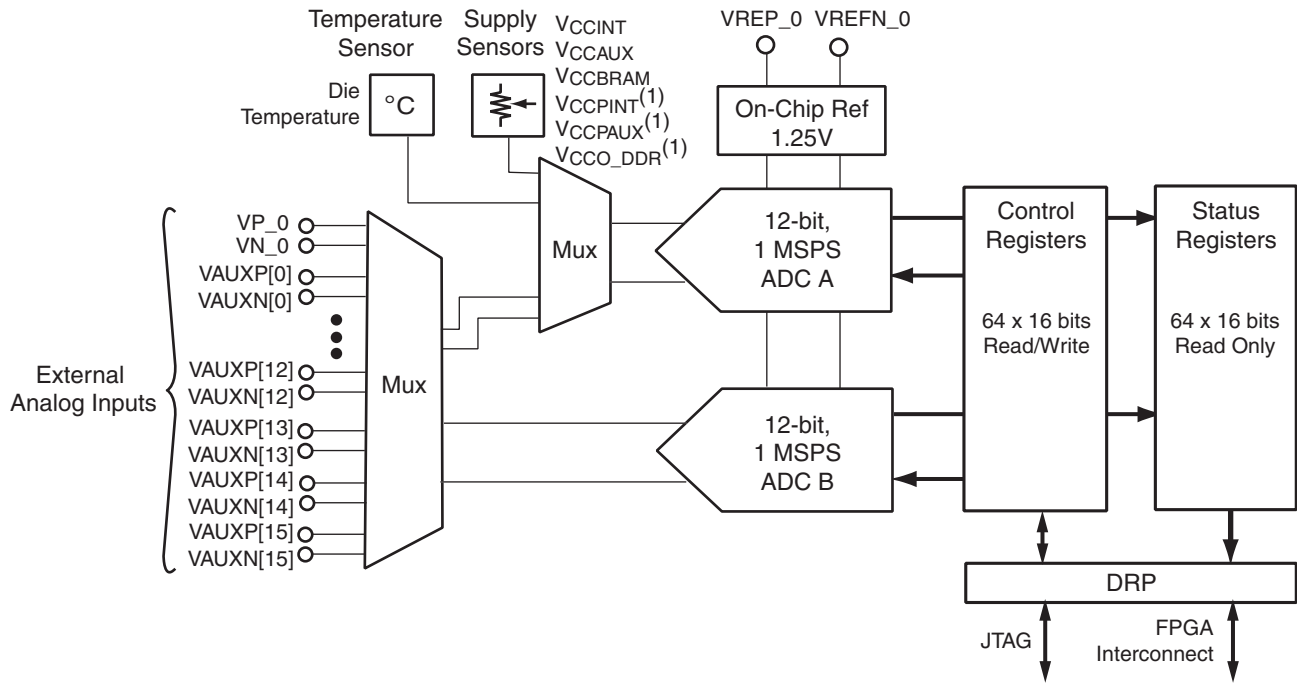 Temperature
Sensor
Supply
Sensors
VCCINT
VCCAUX
VCCBRAM
VCCPINT(1)
VCCPAUX(1)
VCCO_DDR(1)
VREP_0 VREFN_0
Die
Temperature
°C
On-Chip Ref
1.25V
VP_0
VN_0
VAUXP[0]
VAUXN[0]
VAUXP[12]
VAUXN[12]
VAUXP[13]
VAUXN[13]
VAUXP[14]
VAUXN[14]
VAUXP[15]
VAUXN[15]
External
Analog Inputs
Mux
Mux
12-bit,
1 MSPS
ADC A
12-bit,
1 MSPS
ADC B
Control
Registers
64 x 16 bits
Read/Write
Status
Registers
64 x 16 bits
Read Only
DRP
JTAG
FPGA
Interconnect